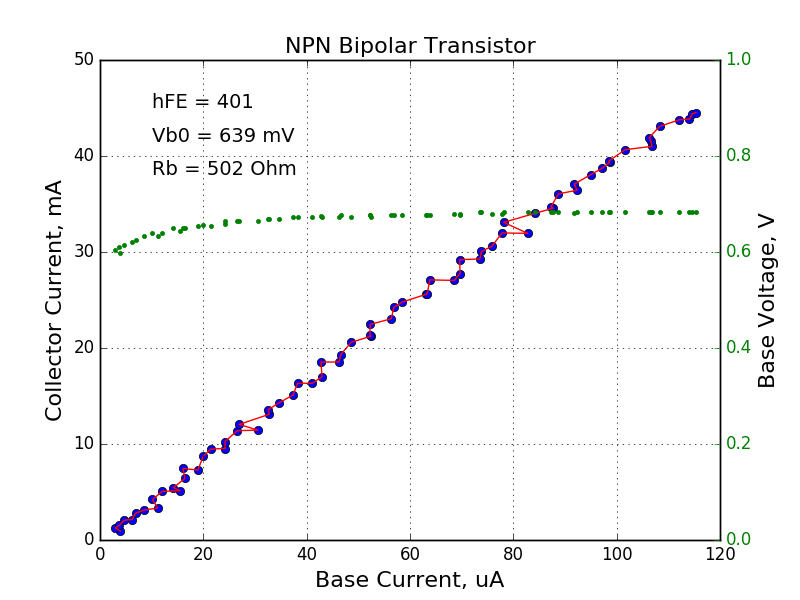 NPN Bipolar Transistor
hFE = 401
Vb0 = 639 mV
Rb = 502 Ohm
Collector Current, mA
50
40
30
20
10
0
0 20 40 60 80 100 120
Base Current, uA
1.0
0.8
0.6
0.4
0.2
0.0
Base Voltage, V